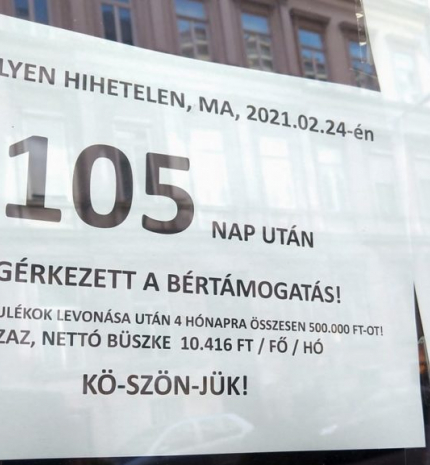 LYEN HIHETELEN, MA, 2021.02.24-én
105 NAP UTÁN
GÉRKEZETT A BÉRTÁMOGATÁS!
ULÉKOK LEVONÁSA UTÁN 4 HÓNAPRA ÖSSZESEN 500.000 FT-OT!
ZAZ, NETTÓ BÜSZKE 10.416 FT / FŐ / HÓ
KÖ-SZÖN-JÜK!